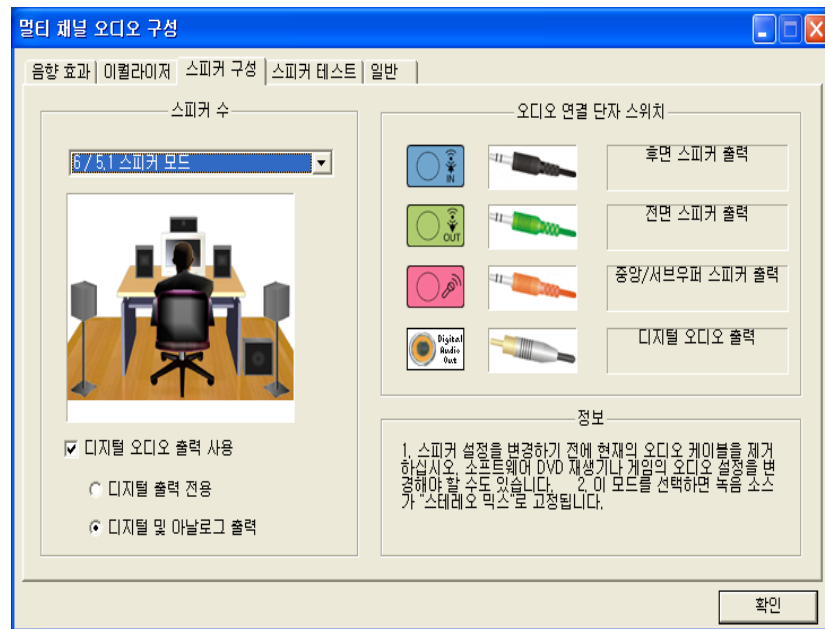 멀티 채널 오디오 구성
음향 효과
이퀄라이저
스피커 구성
스피커 테스트
일반
스피커 수
6 / 5,1 스피커 모드
디지털 오디오 출력 사용
디지털 출력 전용
디지털 및 아날로그 출력
오디오 연결 단자 스위치
IN
후면 스피커 출력
OUT
전면 스피커 출력
중앙/서브우퍼 스피커 출력
Digital
Audio
Out
디지털 오디오 출력
정보
1, 스피커 설정을 변경하기 전에 현재의 오디오 케이블을 제거
하십시오, 소프트웨어 DVD 재생기나 게임의 오디오 설정을 변
경해야 할 수도 있습니다, 2, 이 모드를 선택하면 녹음 소스
가 "스테레오 믹스"로 고정됩니다,
확인